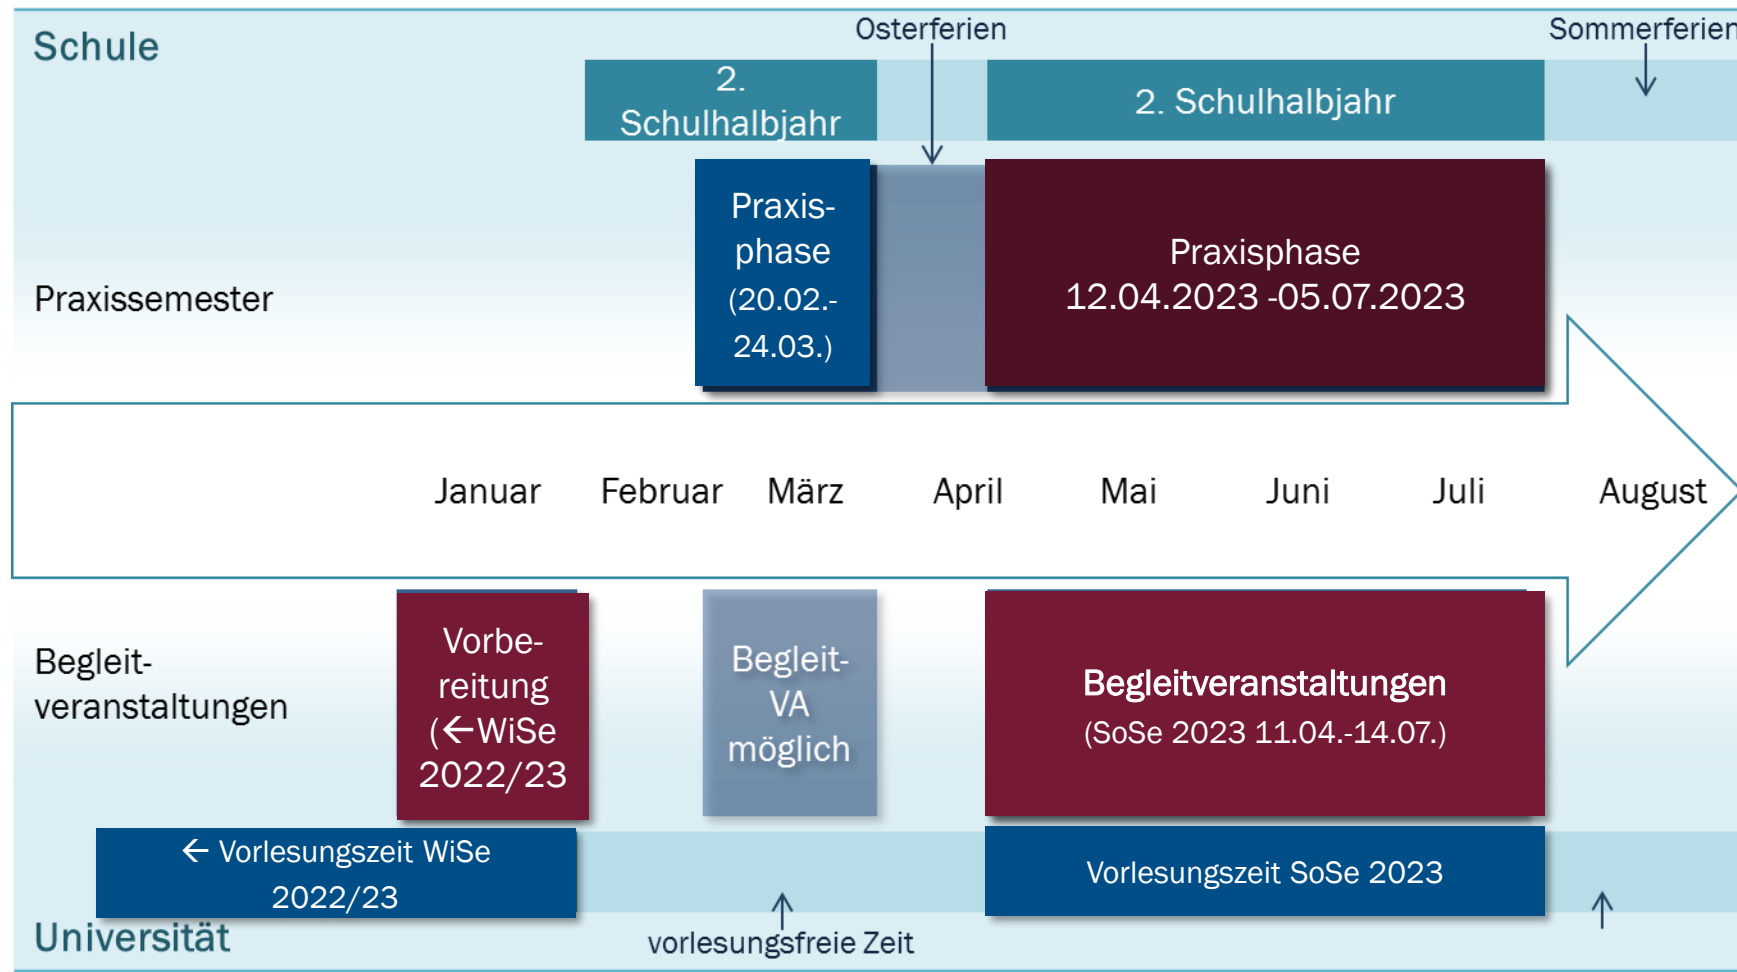 Schule
Osterferien
Sommerferien
2.
Schulhalbjahr
2. Schulhalbjahr
Praxis-
phase
(20.02.-
24.03.)
Praxisphase
12.04.2023 -05.07.2023
Praxissemester
Januar Februar März April Mai Juni Juli August
Begleit-
veranstaltungen
Vorbe-
reitung
(←WiSe
2022/23
Begleit-
VA
möglich
Begleitveranstaltungen
(SoSe 2023 11.04.-14.07.)
← Vorlesungszeit WiSe
2022/23
Vorlesungszeit SoSe 2023
Universität
vorlesungsfreie Zeit